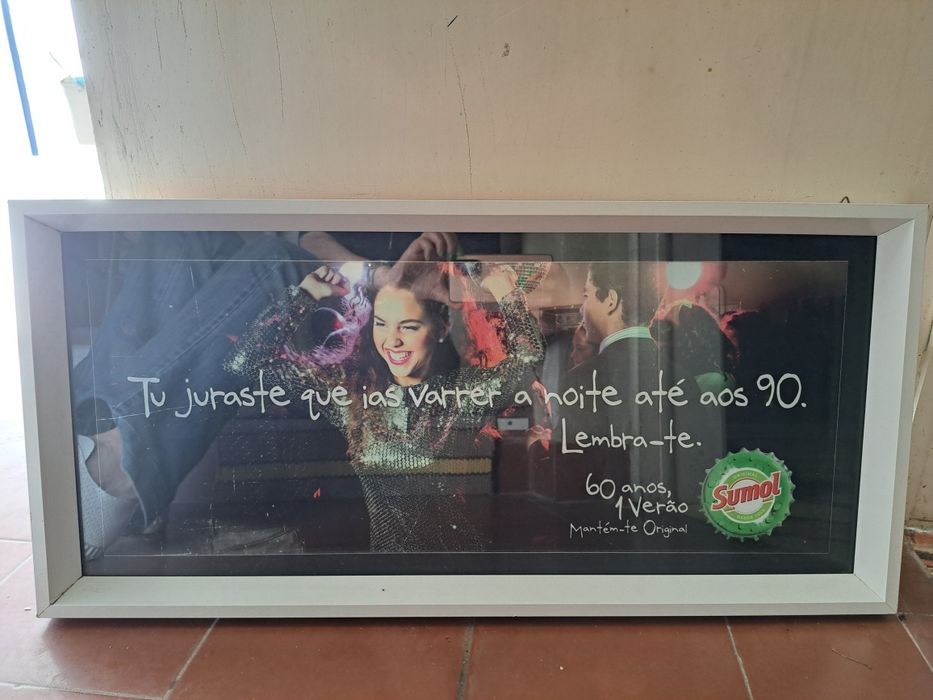 Tu juraste que ias varrer a noite até aos 90.
Lembra-te.
60 anos,
1 Verão
Mantém-te Original
ORIGINAL
Sumol